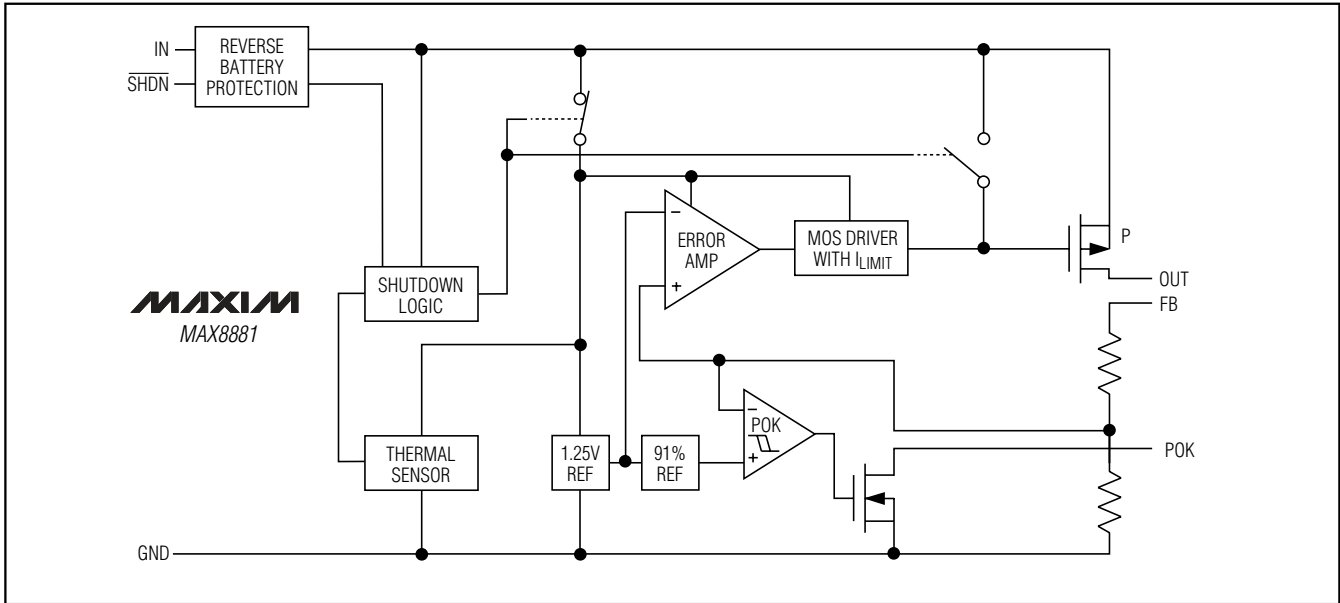 IN
SHDN
REVERSE
BATTERY
PROTECTION
ERROR
AMP
MOS DRIVER
WITH ILIMIT
P
OUT
FB
SHUTDOWN
LOGIC
MAXIM
MAX8881
−
+
THERMAL
SENSOR
1.25V
REF
91%
REF
−
POK
+
POK
GND